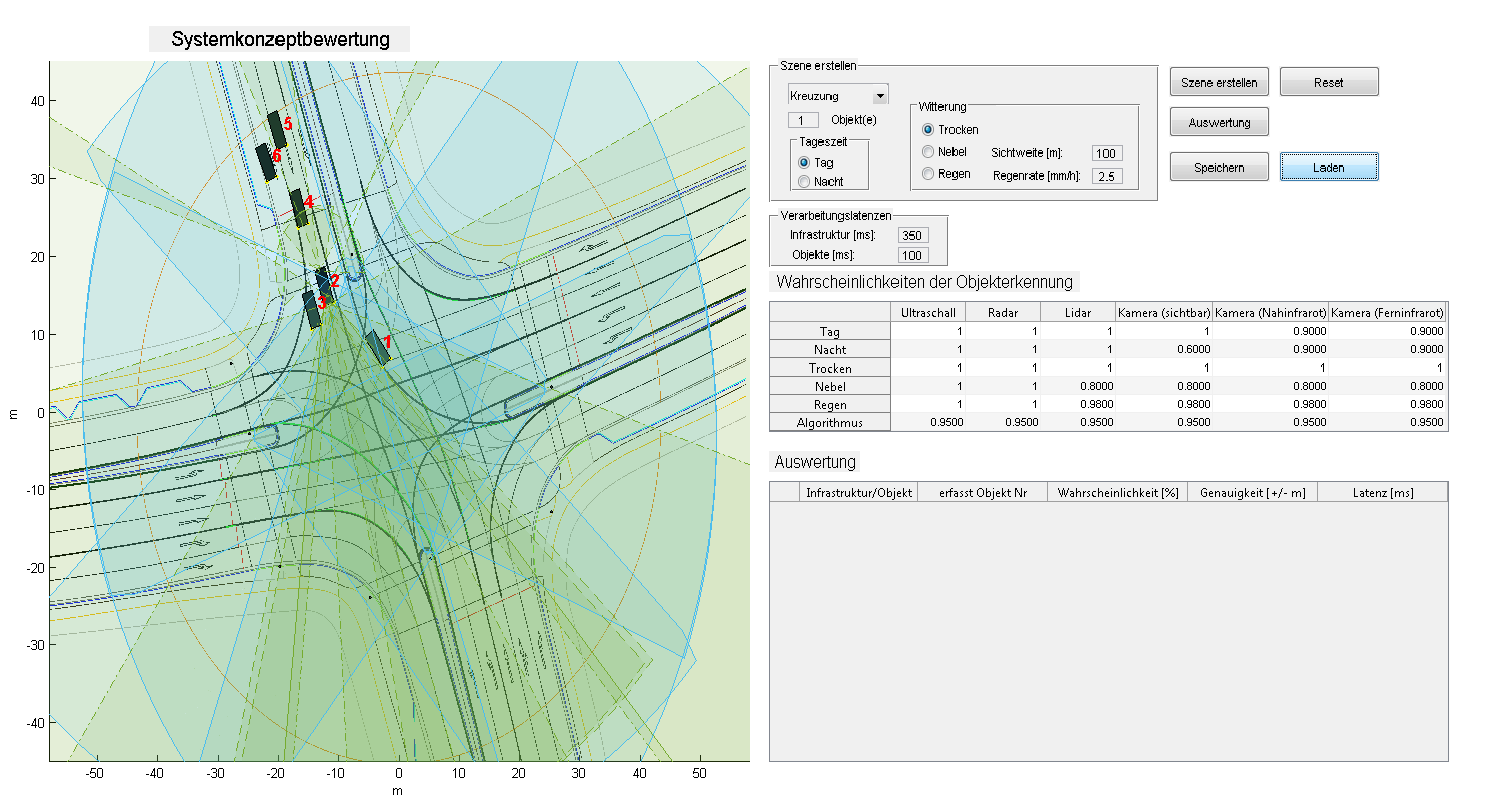 Systemkonzeptbewertung
40
30
20
10
0
-10
-20
-30
-40
m
5
6
4
2
3
1
-50 -40 -30 -20 -10 0 10 20 30 40 50
m
Szene erstellen
Kreuzung
1 Objekt(e)
Tageszeit
Tag
Nacht
Witterung
Trocken
Nebel Sichtweite [m]: 100
Regen Regenrate [mm/h]: 2.5
Szene erstellen Reset
Auswertung
Speichern Laden
Verarbeitungslatenzen
Infrastruktur [ms]: 350
Objekte [ms]: 100
Wahrscheinlichkeiten der Objekterkennung
Ultraschall Radar Lidar Kamera (sichtbar) Kamera (Nahinfrarot) Kamera (Ferninfrarot)
Tag 1 1 1 1 0.9000 0.9000
Nacht 1 1 1 0.6000 0.9000 0.9000
Trocken 1 1 1 1 1 1
Nebel 1 1 0.8000 0.8000 0.8000 0.8000
Regen 1 1 0.9800 0.9800 0.9800 0.9800
Algorithmus 0.9500 0.9500 0.9500 0.9500 0.9500 0.9500
Auswertung
Infrastruktur/Objekt erfasst Objekt Nr Wahrscheinlichkeit [%] Genauigkeit [+/- m] Latenz [ms]